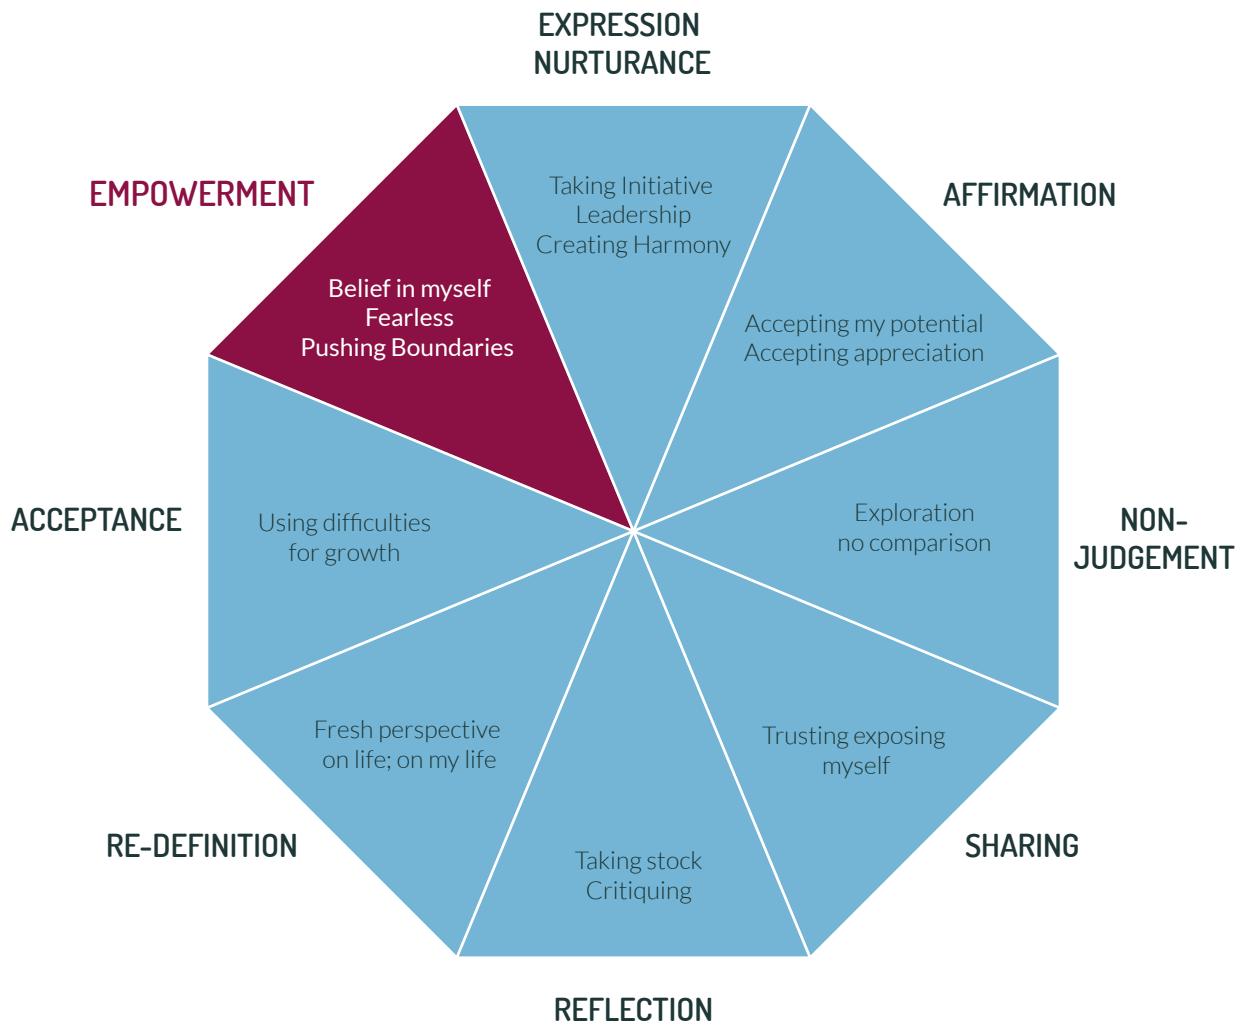 EXPRESSION
NURTURANCE
EMPOWERMENT
AFFIRMATION
Taking Initiative
Leadership
Creating Harmony
Belief in myself
Fearless
Pushing Boundaries
Accepting my potential
Accepting appreciation
ACCEPTANCE
Using difficulties
for growth
Exploration
no comparison
NON-
JUDGEMENT
Fresh perspective
on life; on my life
Trusting exposing
myself
RE-DEFINITION
Taking stock
Critiquing
SHARING
REFLECTION